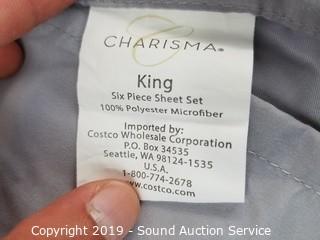 CHARISMA®
King
Six Piece Sheet Set
100% Polyester Microfiber
Imported by:
Costco Wholesale Corporation
P.O. Box 34535
Seattle, WA 98124-1535
U.S.A.
1-800-774-2678
www.costco.com
Copyright 2019 - Sound Auction Service